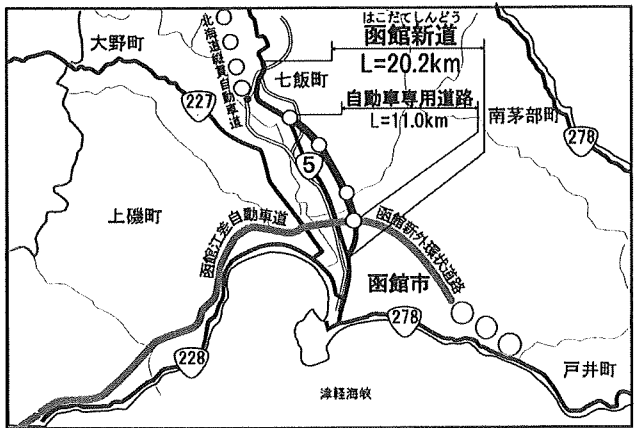 はこだてしんどう
函館新道
L=20.2km
大野町
北海道縦貫自動車道
七飯町
自動車専用道路
L=11.0km
南茅部町
227
278
5
上磯町
函館江差自動車道
函館新外環状道路
函館市
278
228
戸井町
津軽海峡